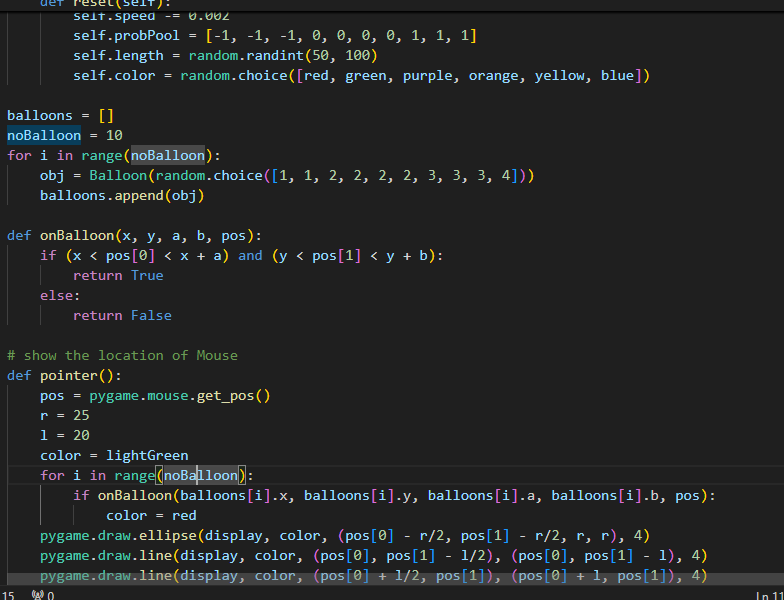 def reset(self):
self.speed -= 0.002
self.probPool = [-1, -1, -1, 0, 0, 0, 0, 1, 1, 1]
self.length = random.randint(50, 100)
self.color = random.choice([red, green, purple, orange, yellow, blue])
balloons = []
noBalloon = 10
for i in range(noBalloon):
obj = Balloon(random.choice([1, 1, 2, 2, 2, 2, 3, 3, 3, 4]))
balloons.append(obj)
def onBalloon(x, y, a, b, pos):
if (x < pos[0] < x + a) and (y < pos[1] < y + b):
return True
else:
return False
# show the location of Mouse
def pointer():
pos = pygame.mouse.get_pos()
r = 25
l = 20
color = lightGreen
for i in range(noBalloon):
if onBalloon(balloons[i].x, balloons[i].y, balloons[i].a, balloons[i].b, pos):
color = red
pygame.draw.ellipse(display, color, (pos[0] - r/2, pos[1] - r/2, r, r), 4)
pygame.draw.line(display, color, (pos[0], pos[1] - l/2), (pos[0], pos[1] - l), 4)
pygame.draw.line(display, color, (pos[0] + l/2, pos[1]), (pos[0] + l, pos[1]), 4)
15 0 Ln 11